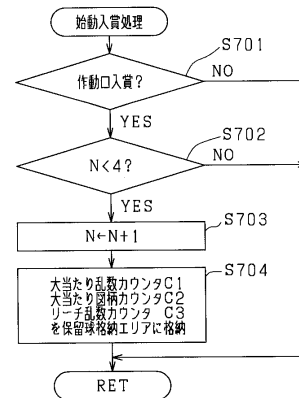 始動入賞処理
S701
作動口入賞?
NO
YES
S702
N<4?
NO
YES
S703
N←N+1
S704
大当たり乱数カウンタC1
大当たり図柄カウンタC2
リーチ乱数カウンタ C3
を保留球格納エリアに格納
RET